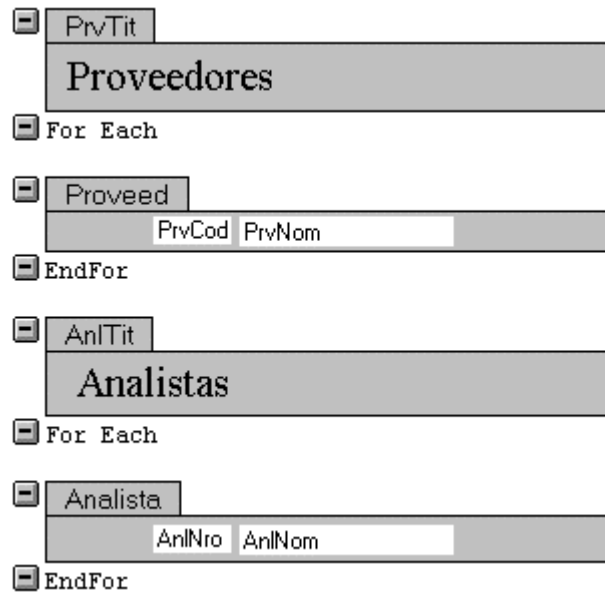 PrvTit
Proveedores
For Each
Proveed
PrvCod PrvNom
EndFor
AnlTit
Analistas
For Each
Analista
AnlNro AnlNom
EndFor